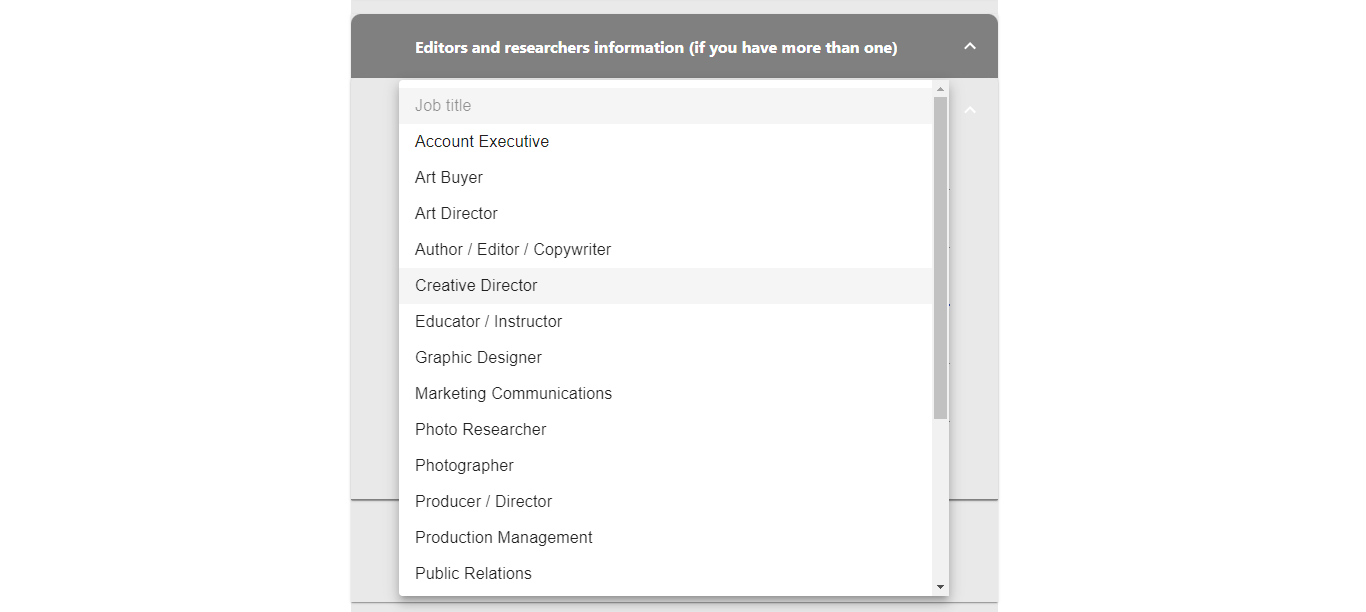 Editors and researchers information (if you have more than one)
Job title
Account Executive
Art Buyer
Art Director
Author / Editor / Copywriter
Creative Director
Educator / Instructor
Graphic Designer
Marketing Communications
Photo Researcher
Photographer
Producer / Director
Production Management
Public Relations